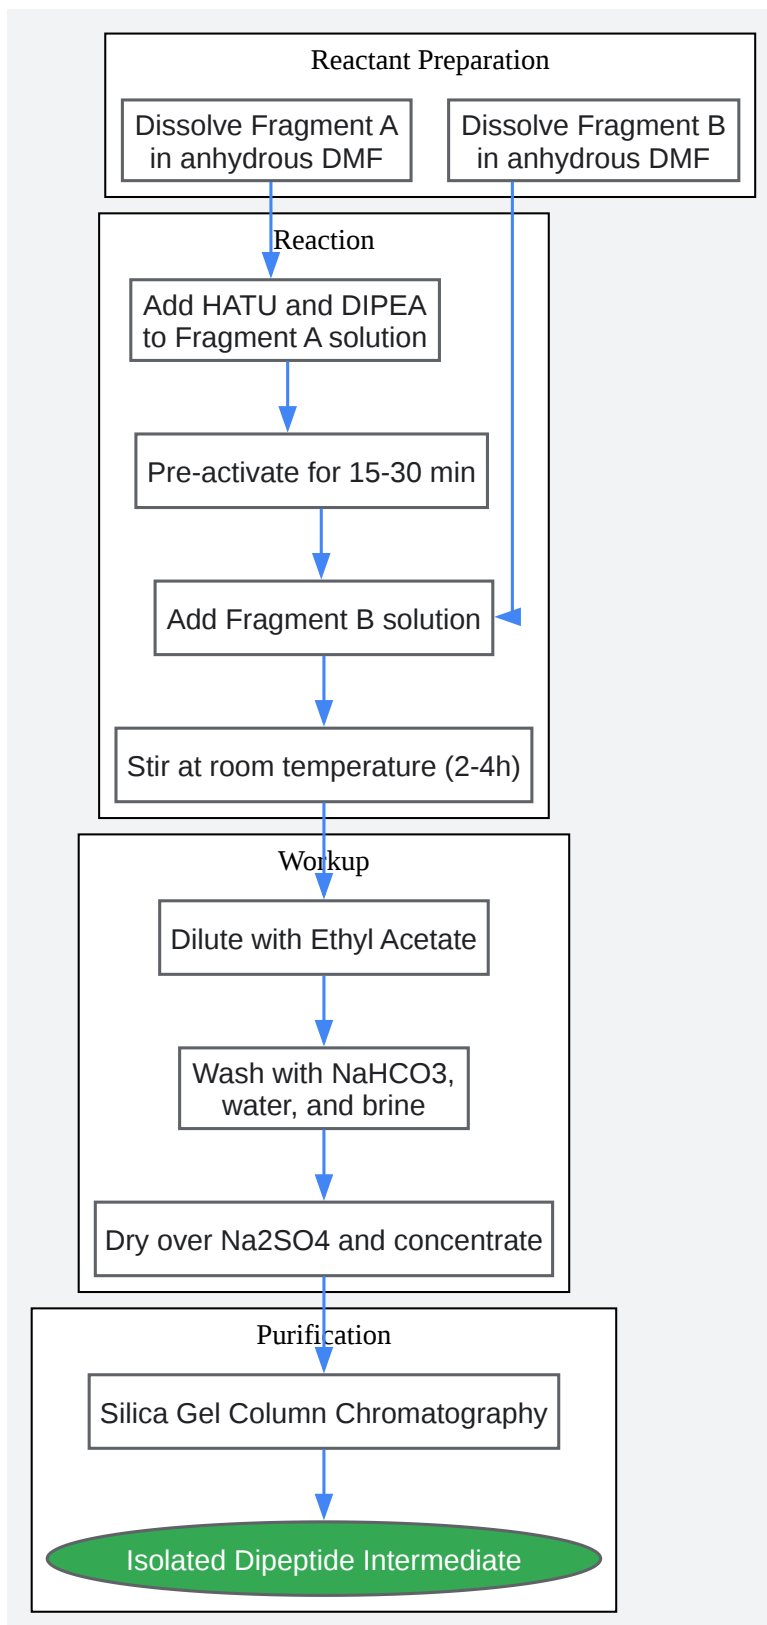 Reactant Preparation
Dissolve Fragment A
in anhydrous DMF
Dissolve Fragment B
in anhydrous DMF
Reaction
Add HATU and DIPEA
to Fragment A solution
Pre-activate for 15-30 min
Add Fragment B solution
Stir at room temperature (2-4h)
Workup
Dilute with Ethyl Acetate
Wash with NaHCO3,
water, and brine
Dry over Na2SO4 and concentrate
Purification
Silica Gel Column Chromatography
Isolated Dipeptide Intermediate